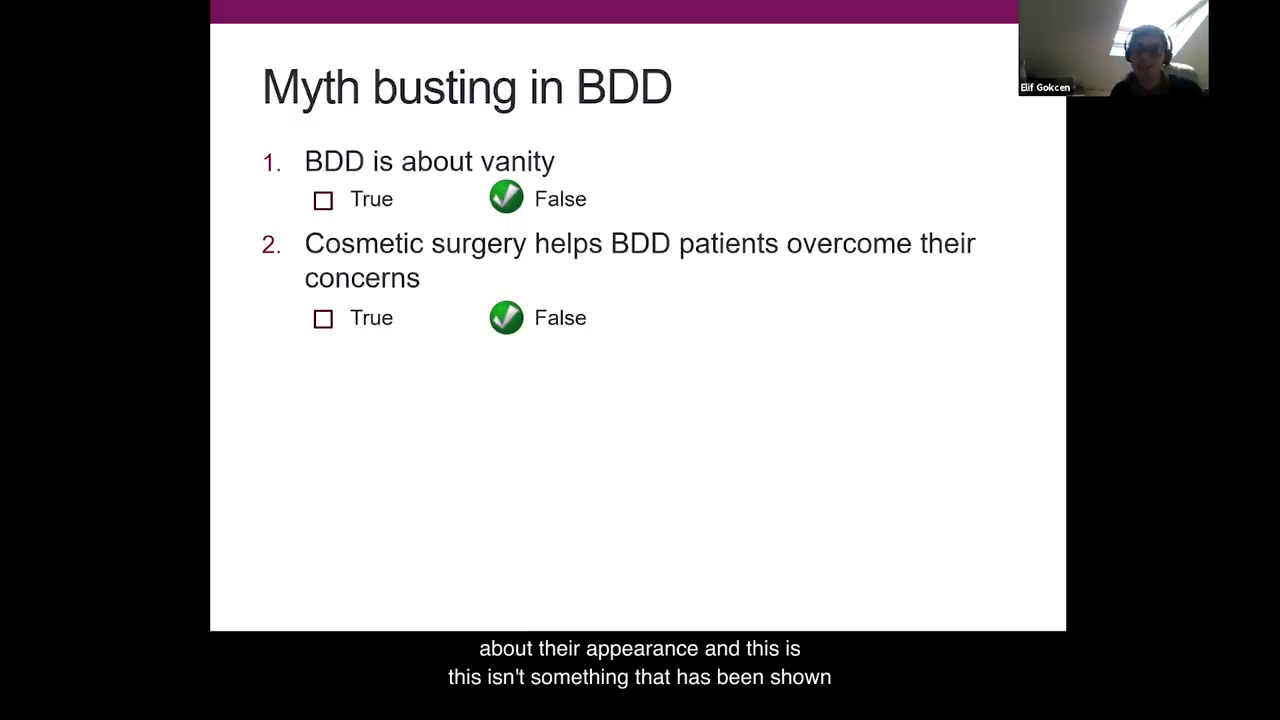 Myth busting in BDD
Elif Gokcen
1. BDD is about vanity
True False
2. Cosmetic surgery helps BDD patients overcome their
concerns
True False
about their appearance and this is
this isn't something that has been shown